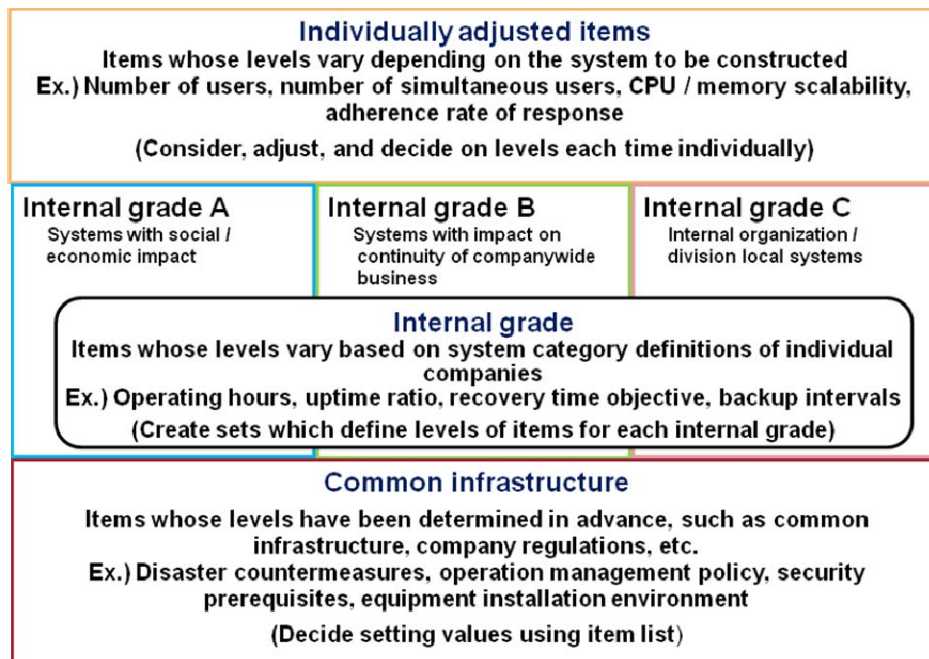 Individually adjusted items
Items whose levels vary depending on the system to be constructed
Ex.) Number of users, number of simultaneous users, CPU / memory scalability,
adherence rate of response
(Consider, adjust, and decide on levels each time individually)
Internal grade A
Systems with social /
economic impact
Internal grade B
Systems with impact on
continuity of companywide
business
Internal grade C
Internal organization /
division local systems
Internal grade
Items whose levels vary based on system category definitions of individual
companies
Ex.) Operating hours, uptime ratio, recovery time objective, backup intervals
(Create sets which define levels of items for each internal grade)
Common infrastructure
Items whose levels have been determined in advance, such as common
infrastructure, company regulations, etc.
Ex.) Disaster countermeasures, operation management policy, security
prerequisites, equipment installation environment
(Decide setting values using item list)